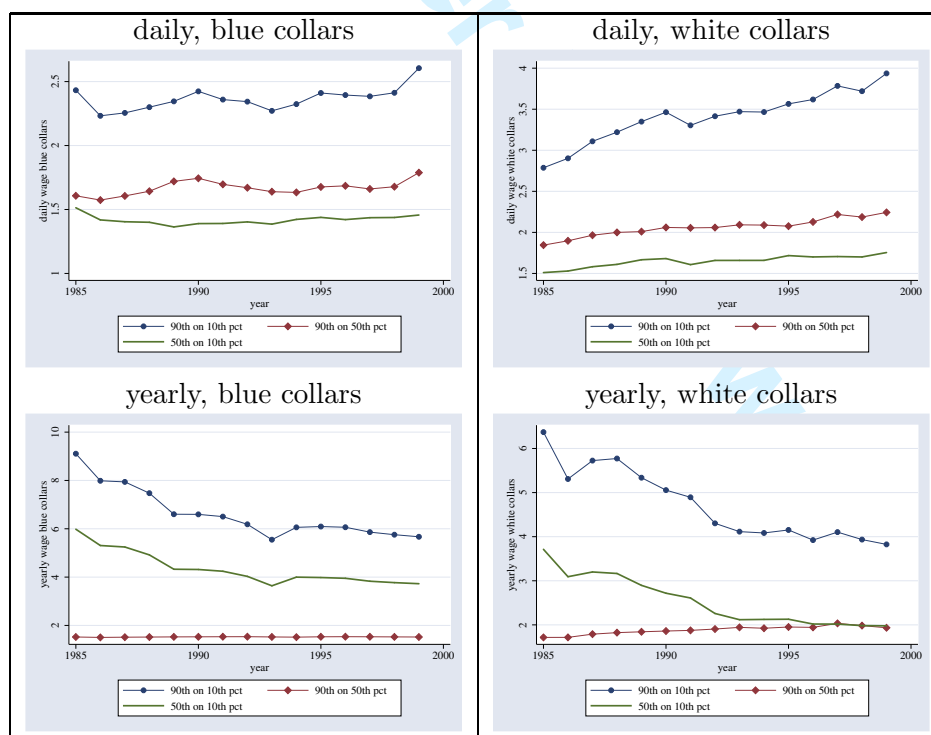 daily, blue collars
daily wage blue collars
2.5
2
1.5
1
1985 1990 1995 2000
year
90th on 10th pct 90th on 50th pct
50th on 10th pct
daily, white collars
daily wage white collars
4
3.5
3
2.5
2
1.5
1985 1990 1995 2000
year
90th on 10th pct 90th on 50th pct
50th on 10th pct
yearly, blue collars
yearly wage blue collars
10
8
6
4
2
1985 1990 1995 2000
year
90th on 10th pct 90th on 50th pct
50th on 10th pct
yearly, white collars
yearly wage white collars
6
5
4
3
2
1985 1990 1995 2000
year
90th on 10th pct 90th on 50th pct
50th on 10th pct